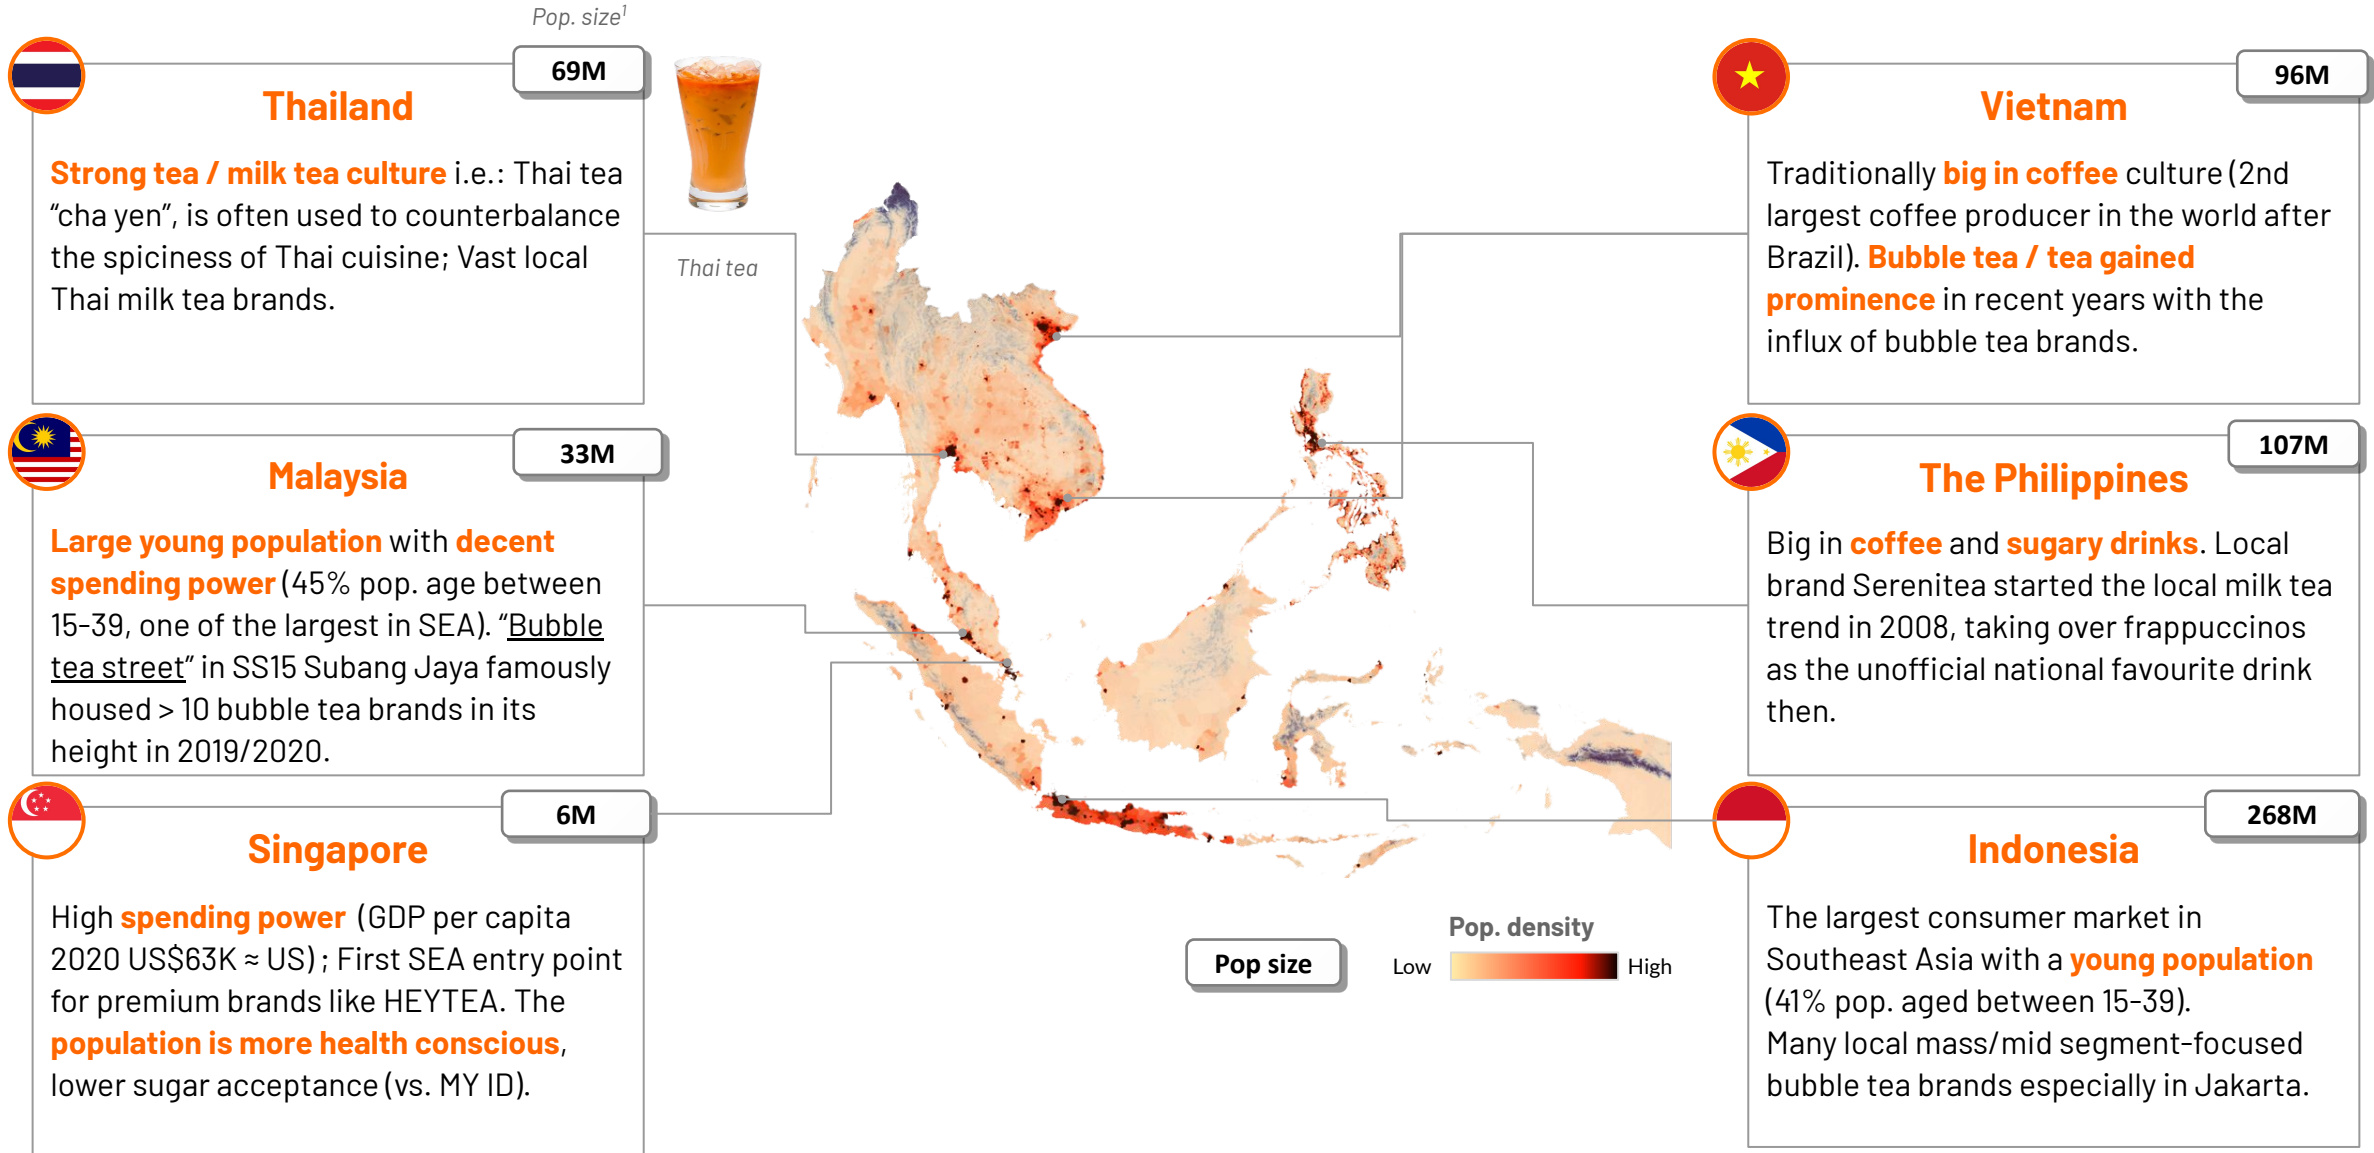 Pop. size1
69M
Thailand
Strong tea / milk tea culture i.e.: Thai tea
“cha yen”, is often used to counterbalance
the spiciness of Thai cuisine; Vast local
Thai milk tea brands.
Thai tea
33M
Malaysia
Large young population with decent
spending power (45% pop. age between
15-39, one of the largest in SEA). “Bubble
tea street” in SS15 Subang Jaya famously
housed > 10 bubble tea brands in its
height in 2019/2020.
6M
Singapore
High spending power (GDP per capita
2020 US$63K ≈ US) ; First SEA entry point
for premium brands like HEYTEA. The
population is more health conscious,
lower sugar acceptance (vs. MY ID).
96M
Vietnam
Traditionally big in coffee culture (2nd
largest coffee producer in the world after
Brazil). Bubble tea / tea gained
prominence in recent years with the
influx of bubble tea brands.
107M
The Philippines
Big in coffee and sugary drinks. Local
brand Serenitea started the local milk tea
trend in 2008, taking over frappuccinos
as the unofficial national favourite drink
then.
268M
Indonesia
The largest consumer market in
Southeast Asia with a young population
(41% pop. aged between 15-39).
Many local mass/mid segment-focused
bubble tea brands especially in Jakarta.
Pop size
Pop. density
Low
High